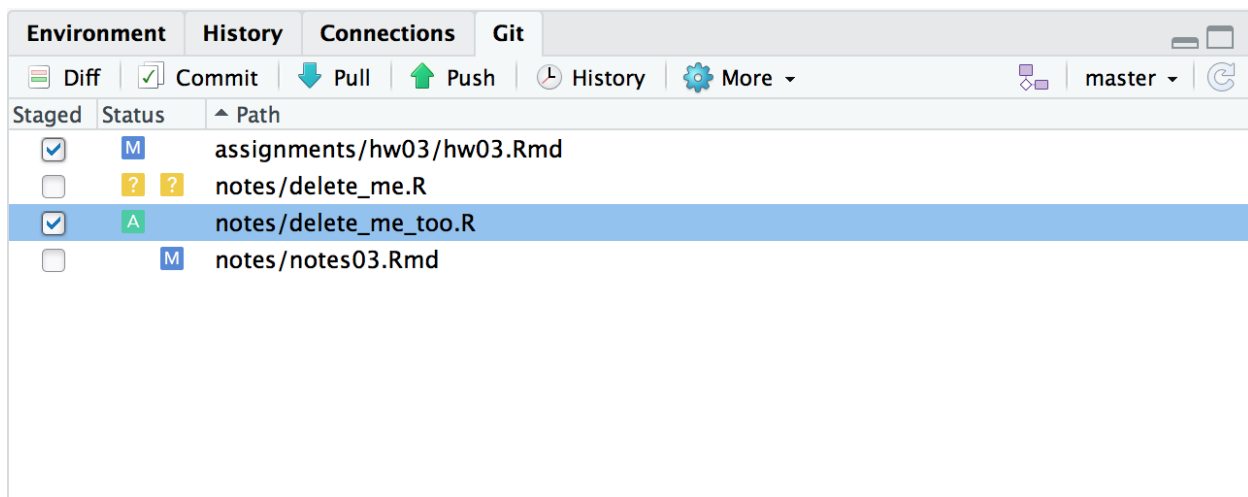 Environment History Connections Git
Diff Commit Pull Push History More master
Staged Status Path
M assignments/hw03/hw03.Rmd
? ? notes/delete_me.R
A notes/delete_me_too.R
M notes/notes03.Rmd